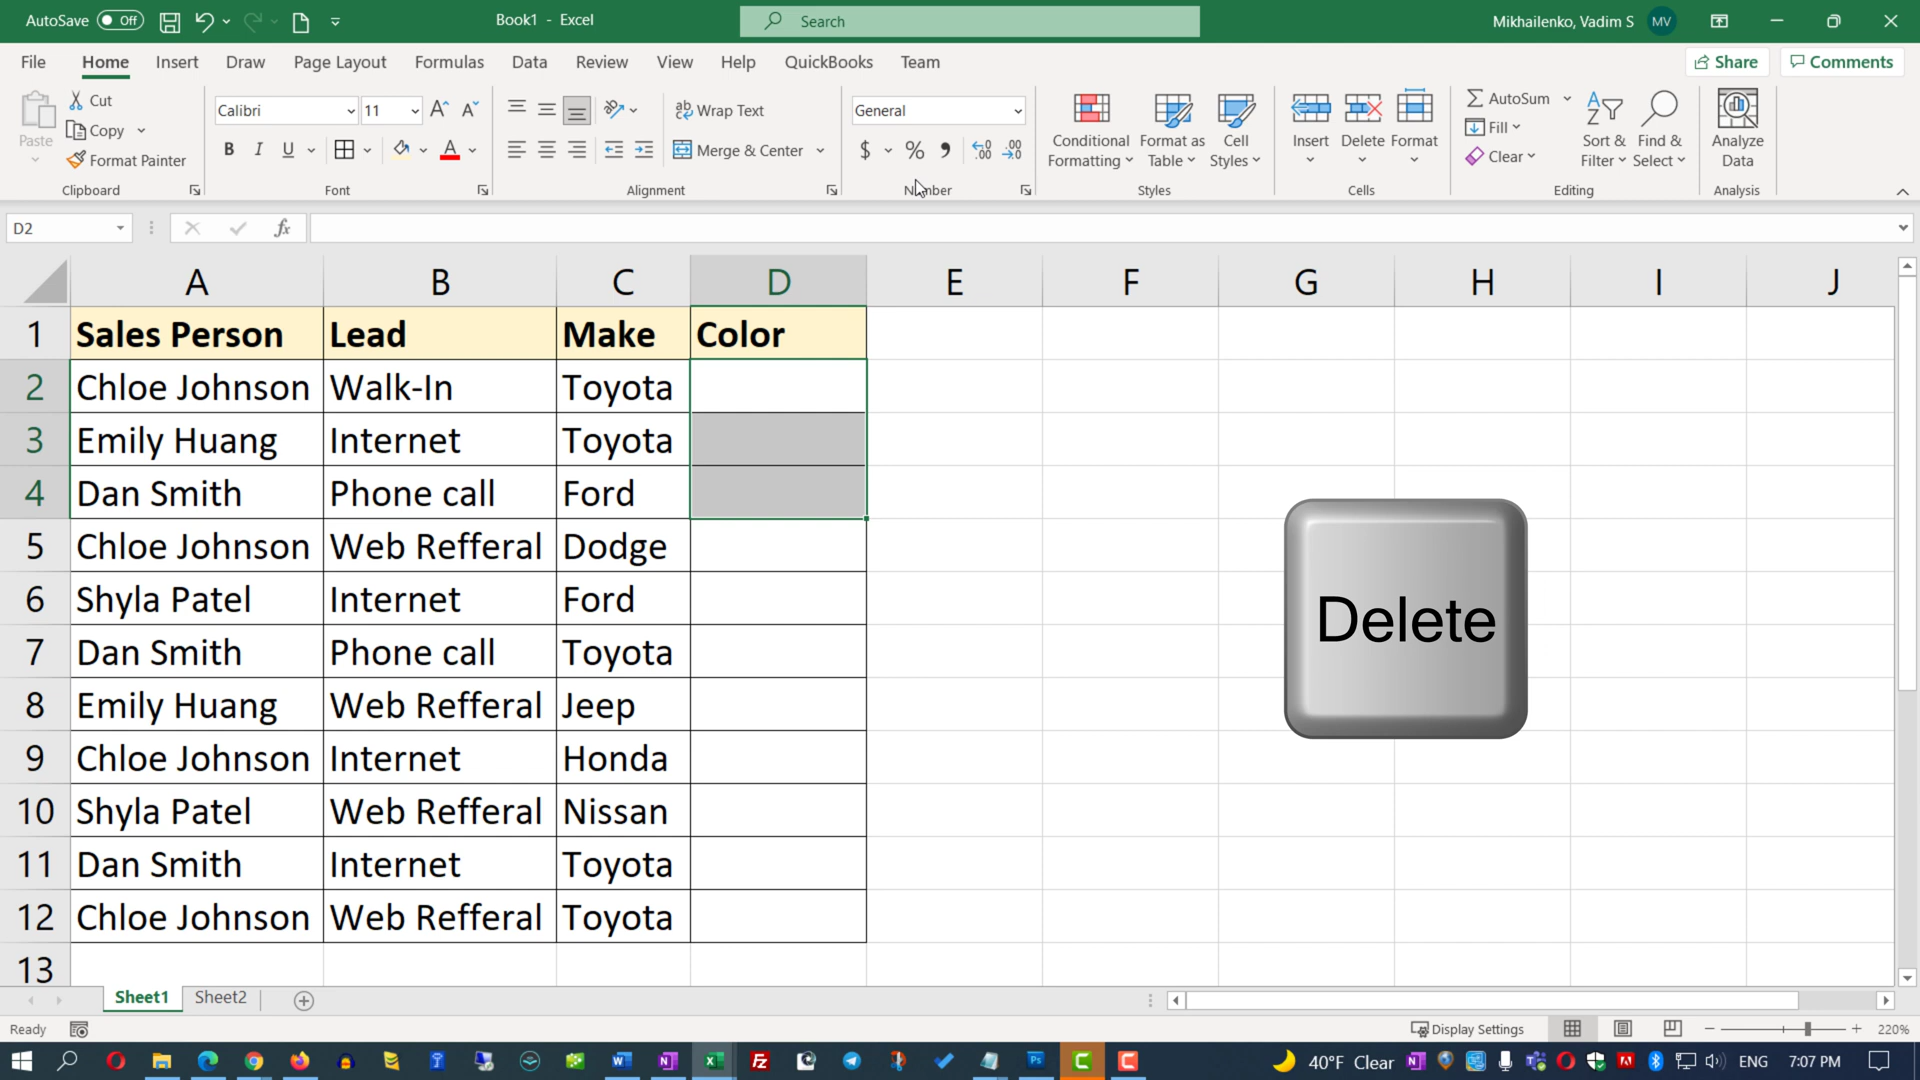 AutoSave Off Book1 - Excel Search Mikhailenko, Vadim S MV
File Home Insert Draw Page Layout Formulas Data Review View Help QuickBooks Team Share Comments
Paste
Cut
Copy
Format Painter
Clipboard
Calibri 11
B I U
Font
Wrap Text
Merge & Center
Alignment
General
$ % ,
Number
Conditional Formatting
Format as Table
Cell Styles
Styles
Insert Delete Format
Cells
AutoSum
Fill
Clear
Sort & Filter
Find & Select
Editing
Analyze Data
Analysis
D2 fx
A B C D E F G H I J
1 Sales Person Lead Make Color
2 Chloe Johnson Walk-In Toyota
3 Emily Huang Internet Toyota
4 Dan Smith Phone call Ford
5 Chloe Johnson Web Refferal Dodge
6 Shyla Patel Internet Ford
7 Dan Smith Phone call Toyota
8 Emily Huang Web Refferal Jeep
9 Chloe Johnson Internet Honda
10 Shyla Patel Web Refferal Nissan
11 Dan Smith Internet Toyota
12 Chloe Johnson Web Refferal Toyota
13
Delete
Sheet1 Sheet2
Ready Display Settings 220%
40°F Clear ENG 7:07 PM